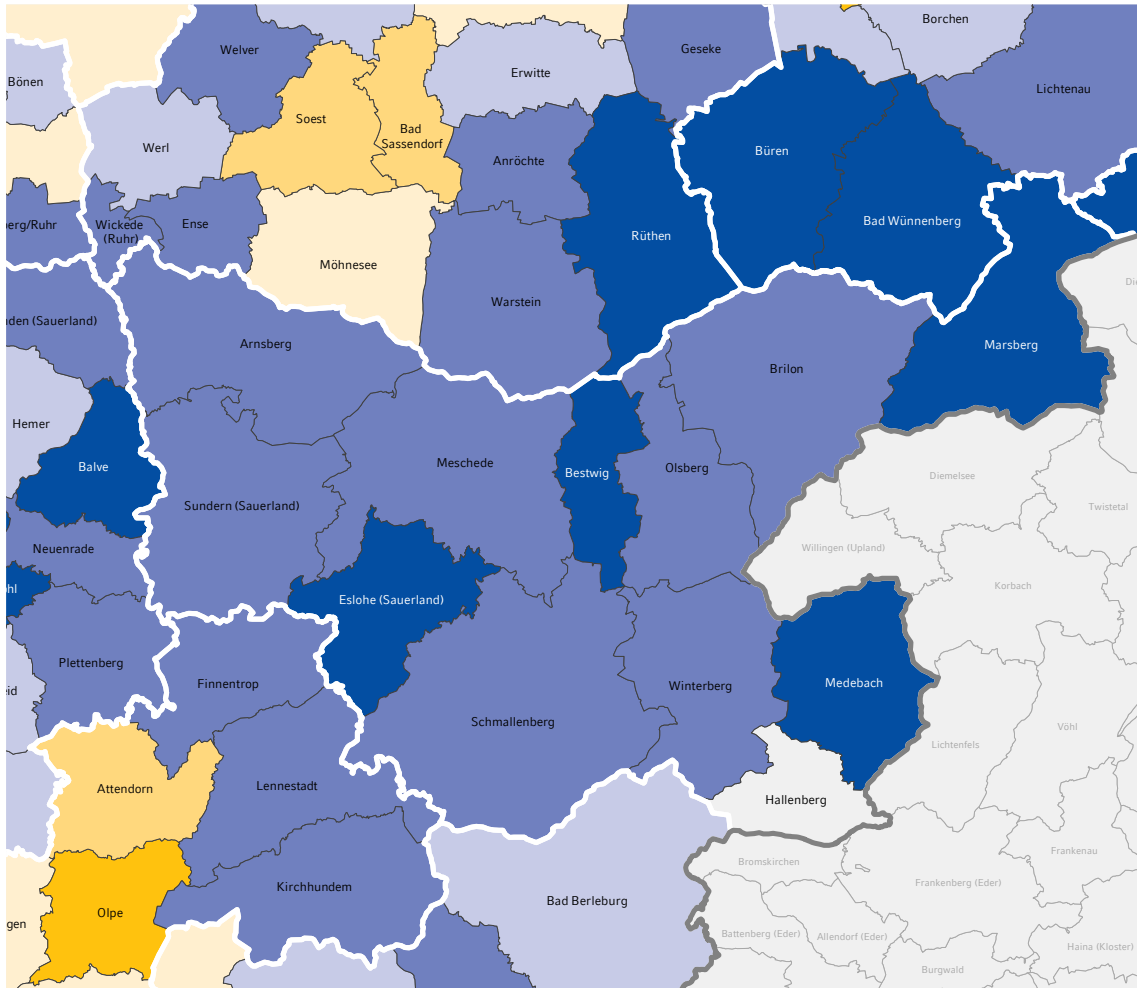 Borchen
Welver
Geseke
Erwitte
Bönen
Lichtenau
Soest
Bad
Sassendorf
Werl
Büren
Anröchte
Bad Wünnenberg
Wickede
(Ruhr)
Ense
erg/Ruhr
Rüthen
Möhnesee
Warstein
nden (Sauerland)
Arnsberg
Marsberg
Brilon
Hemer
Balve
Meschede
Bestwig
Olsberg
Diemelsee
Sundern (Sauerland)
Twistetal
Neuenrade
Willingen (Upland)
Korbach
Eslohe (Sauerland)
Plettenberg
Finnentrop
Winterberg
Medebach
eid
Schmallenberg
Vöhl
Lichtenfels
Attendorn
Lennestadt
Hallenberg
Frankenau
Bromskirchen
Kirchhundem
Frankenberg (Eder)
Bad Berleburg
Olpe
gen
Battenberg (Eder)
Allendorf (Eder)
Haina (Kloster)
Burgwald